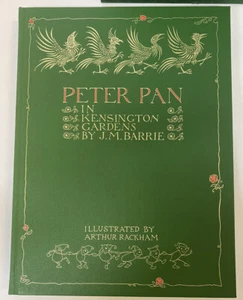 PETER PAN
IN
KENSINGTON
GARDENS
BY J.M. BARRIE
ILLUSTRATED BY
ARTHUR RACKHAM